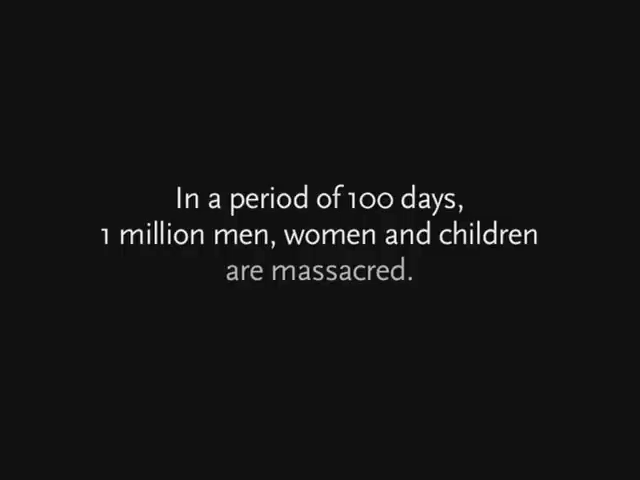 In a period of 100 days,
1 million men, women and children
are massacred.